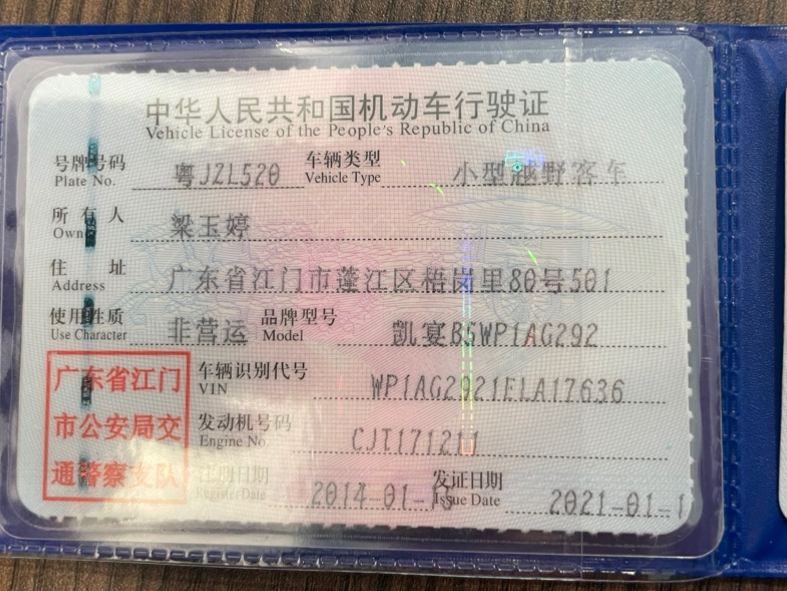 中华人民共和国机动车行驶证
Vehicle License of the People's Republic of China
号牌号码 粤JZL520 车辆类型 小型越野客车
Plate No. Vehicle Type
所有人 梁玉婷
Own
住址 广东省江门市蓬江区梧岗里80号501
Address
使用性质 非营运 品牌型号 凯宴BSWP1AG292
Use Character Model
广东省江门
市公安局交
通警察支队
车辆识别代号 WP1AG2921ELA17636
VIN
发动机号码 CJT171211
Engine No.
注册日期 2014-01- 发证日期 2021-01-1
Register Date Issue Date